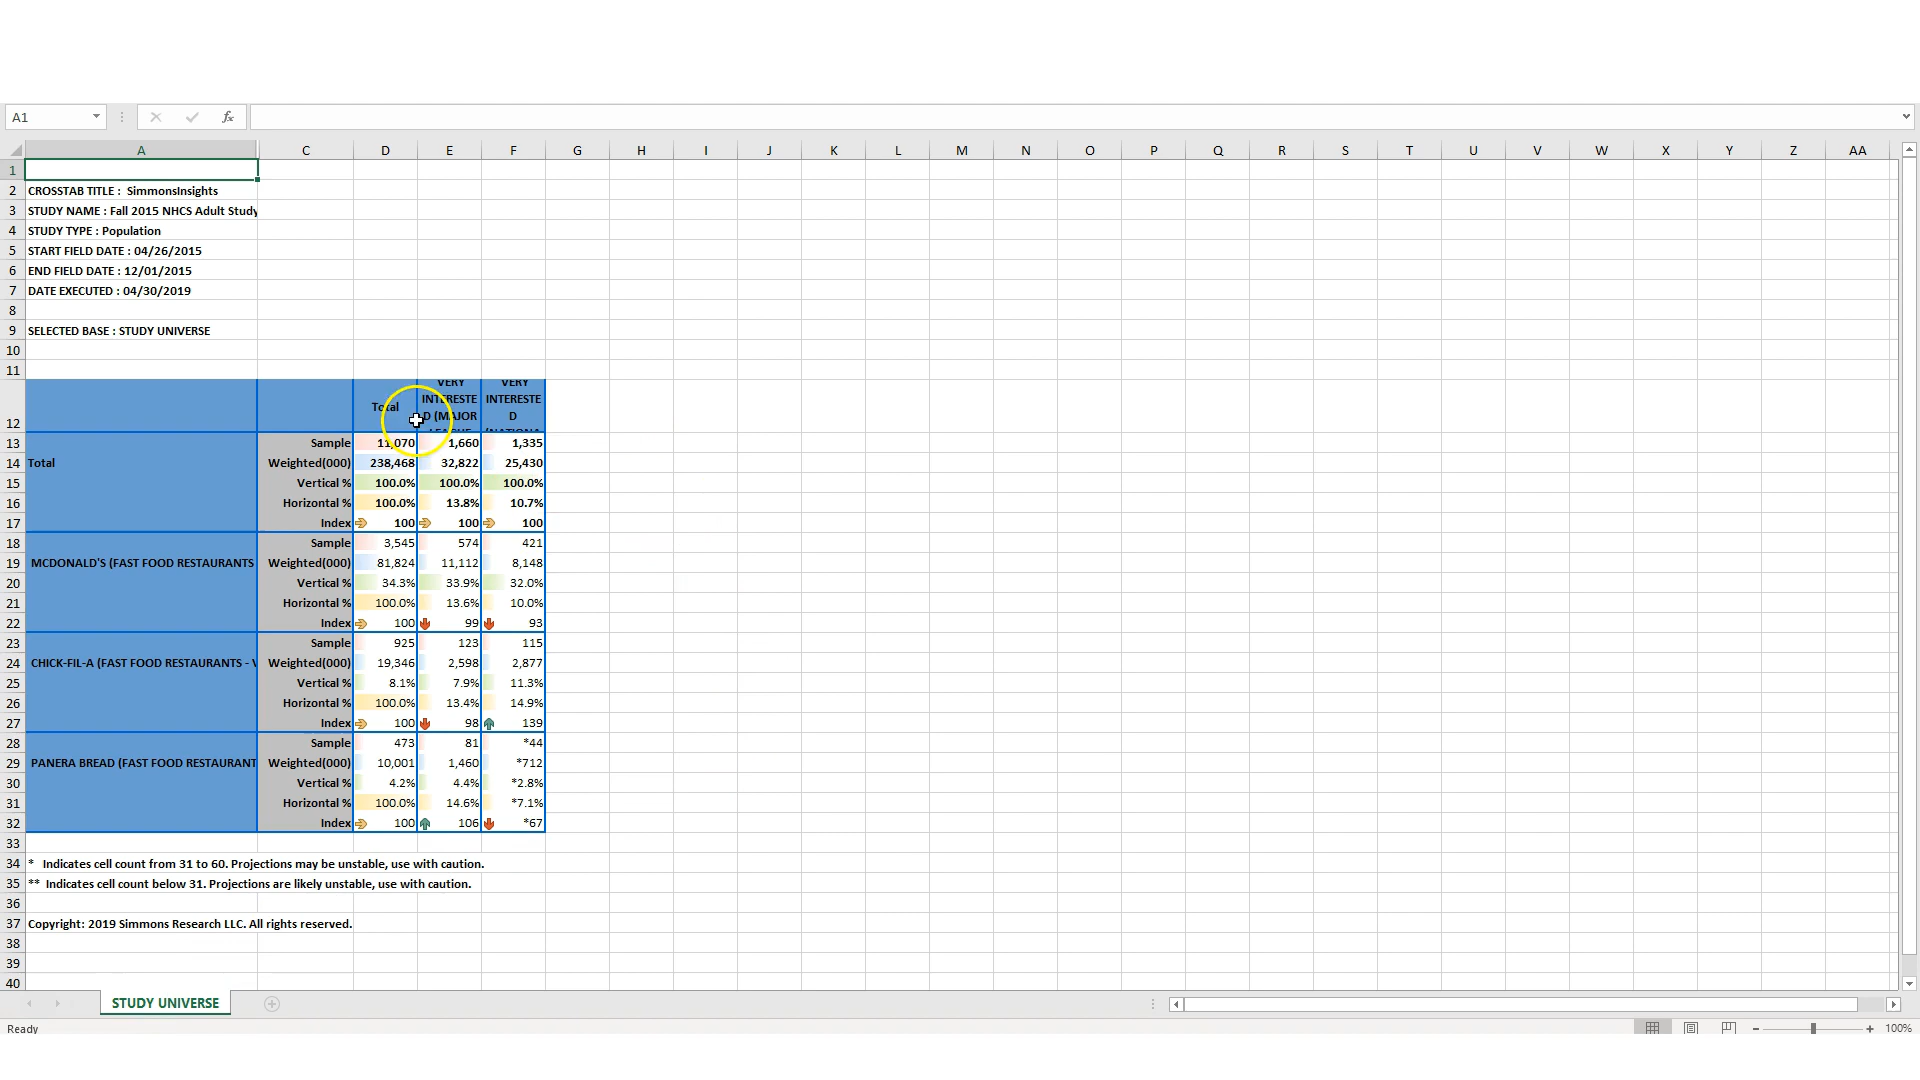 A1
fx
A C D E F G H I J K L M N O P Q R S T U V W X Y Z AA
1
2 CROSSTAB TITLE : SimmonsInsights
3 STUDY NAME : Fall 2015 NHCS Adult Study
4 STUDY TYPE : Population
5 START FIELD DATE : 04/26/2015
6 END FIELD DATE : 12/01/2015
7 DATE EXECUTED : 04/30/2019
8
9 SELECTED BASE : STUDY UNIVERSE
10
11
VERY VERY
INTERESTE INTERESTE
Total
D (MAJOR D
12
13 Sample 11,070 1,660 1,335
14 Total Weighted(000) 238,468 32,822 25,430
15 Vertical % 100.0% 100.0% 100.0%
16 Horizontal % 100.0% 13.8% 10.7%
17 Index 100 100 100
18 Sample 3,545 574 421
19 MCDONALD'S (FAST FOOD RESTAURANTS Weighted(000) 81,824 11,112 8,148
20 Vertical % 34.3% 33.9% 32.0%
21 Horizontal % 100.0% 13.6% 10.0%
22 Index 100 99 93
23 Sample 925 123 115
24 CHICK-FIL-A (FAST FOOD RESTAURANTS - Weighted(000) 19,346 2,598 2,877
25 Vertical % 8.1% 7.9% 11.3%
26 Horizontal % 100.0% 13.4% 14.9%
27 Index 100 98 139
28 Sample 473 81 *44
29 PANERA BREAD (FAST FOOD RESTAURANT Weighted(000) 10,001 1,460 *712
30 Vertical % 4.2% 4.4% *2.8%
31 Horizontal % 100.0% 14.6% *7.1%
32 Index 100 106 *67
33
34 * Indicates cell count from 31 to 60. Projections may be unstable, use with caution.
35 ** Indicates cell count below 31. Projections are likely unstable, use with caution.
36
37 Copyright: 2019 Simmons Research LLC. All rights reserved.
38
39
40
STUDY UNIVERSE
Ready
100%